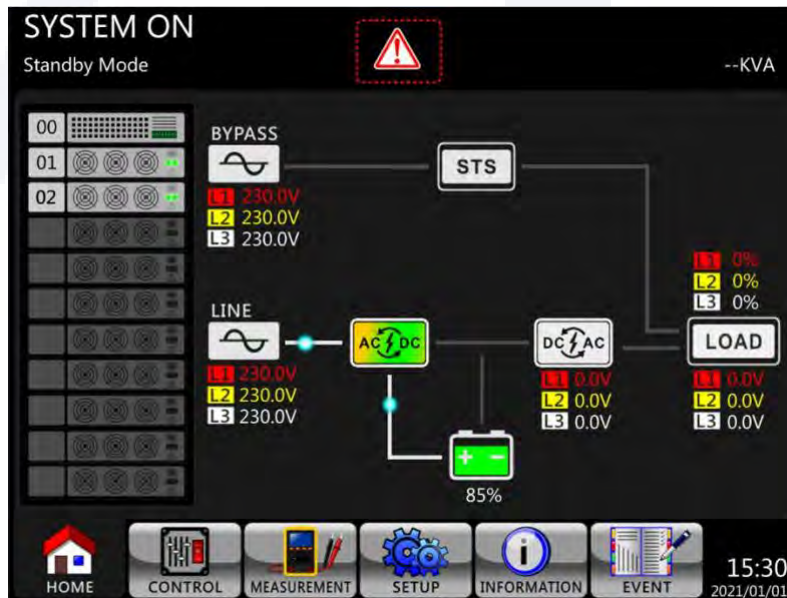 SYSTEM ON
Standby Mode
--KVA
00
01
02
BYPASS
L1 230.0V
L2 230.0V
L3 230.0V
STS
L1 0%
L2 0%
L3 0%
LINE
L1 230.0V
L2 230.0V
L3 230.0V
AC DC
DC AC
L1 0.0V
L2 0.0V
L3 0.0V
LOAD
L1 0.0V
L2 0.0V
L3 0.0V
+ -
85%
HOME
CONTROL
MEASUREMENT
SETUP
INFORMATION
EVENT
15:30
2021/01/01